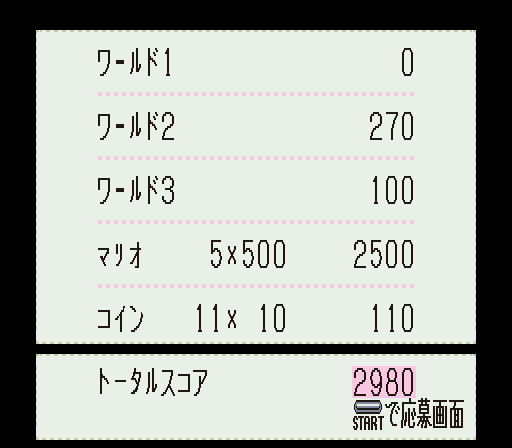 ワールド1 0
ワールド2 270
ワールド3 100
マリオ 5×500 2500
コイン 11× 10 110
トータルスコア 2980
STARTで応募画面